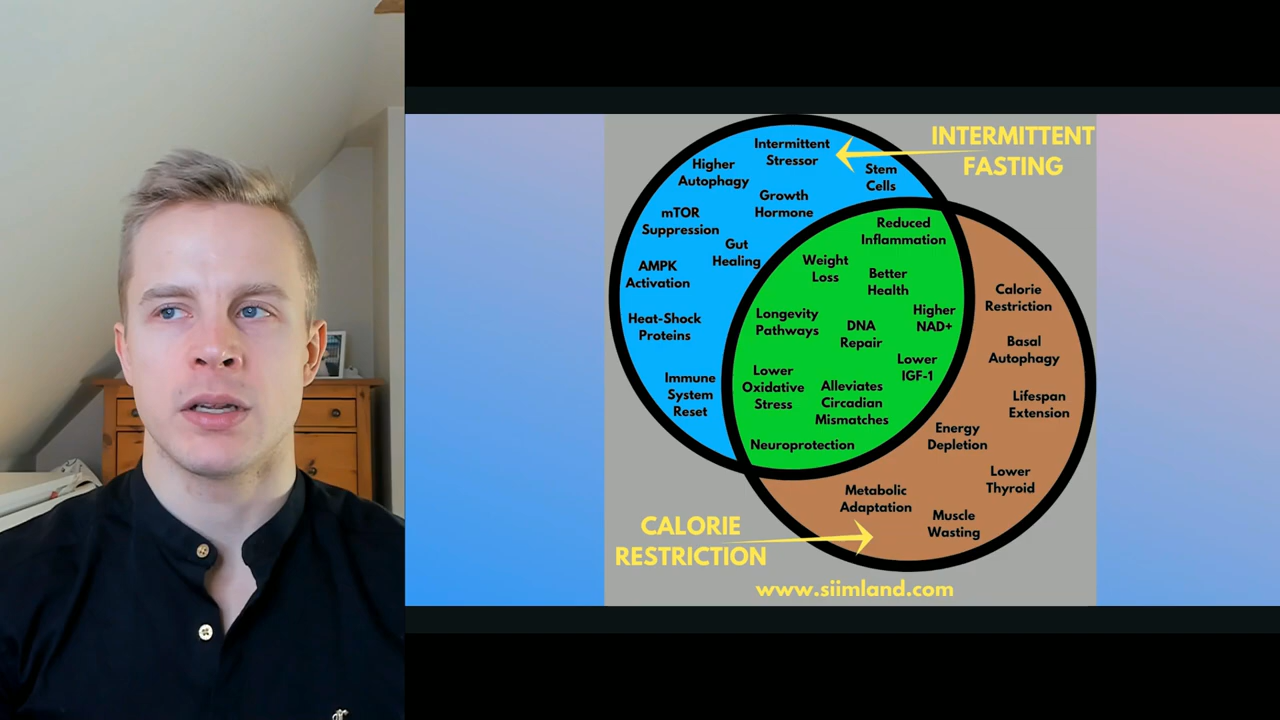 INTERMITTENT
FASTING
Intermittent
Stressor
Higher
Autophagy
Stem
Cells
Growth
Hormone
mTOR
Suppression
Gut
Healing
AMPK
Activation
Heat-Shock
Proteins
Immune
System
Reset
Reduced
Inflammation
Weight
Loss
Better
Health
Longevity
Pathways
DNA
Repair
Higher
NAD+
Lower
IGF-1
Lower
Oxidative
Stress
Alleviates
Circadian
Mismatches
Neuroprotection
Calorie
Restriction
Basal
Autophagy
Lifespan
Extension
Energy
Depletion
Lower
Thyroid
Metabolic
Adaptation
Muscle
Wasting
CALORIE
RESTRICTION
www.siimland.com